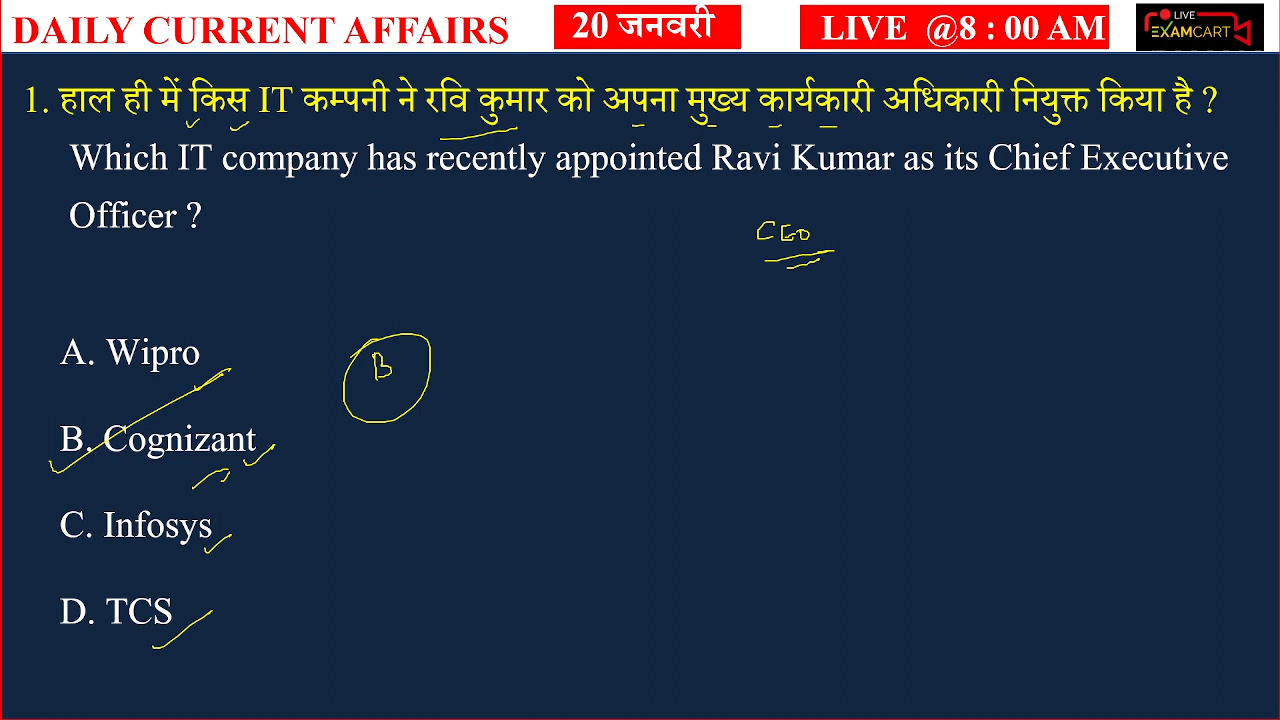 DAILY CURRENT AFFAIRS
20 जनवरी
LIVE @8 : 00 AM
LIVE
EXAMCART
1. हाल ही में किस IT कम्पनी ने रवि कुमार को अपना मुख्य कार्यकारी अधिकारी नियुक्त किया है ?
Which IT company has recently appointed Ravi Kumar as its Chief Executive
Officer ?
CEO
A. Wipro
B
B. Cognizant
C. Infosys
D. TCS